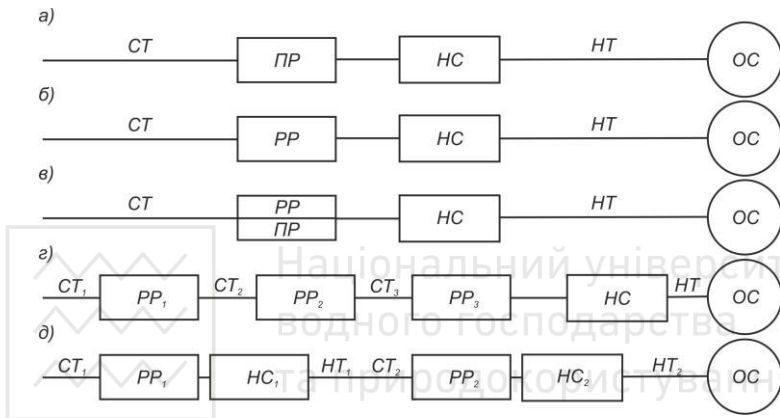 а)
СТ ПР НС НТ ОС
б)
СТ РР НС НТ ОС
в)
СТ РР ПР НС НТ ОС
г)
СТ₁ РР₁ СТ₂ РР₂ СТ₃ РР₃ НС НТ ОС
д)
СТ₁ РР₁ НС₁ НТ₁ СТ₂ РР₂ НС₂ НТ₂ ОС
Національний університ
водного господарства
та природокористуванн